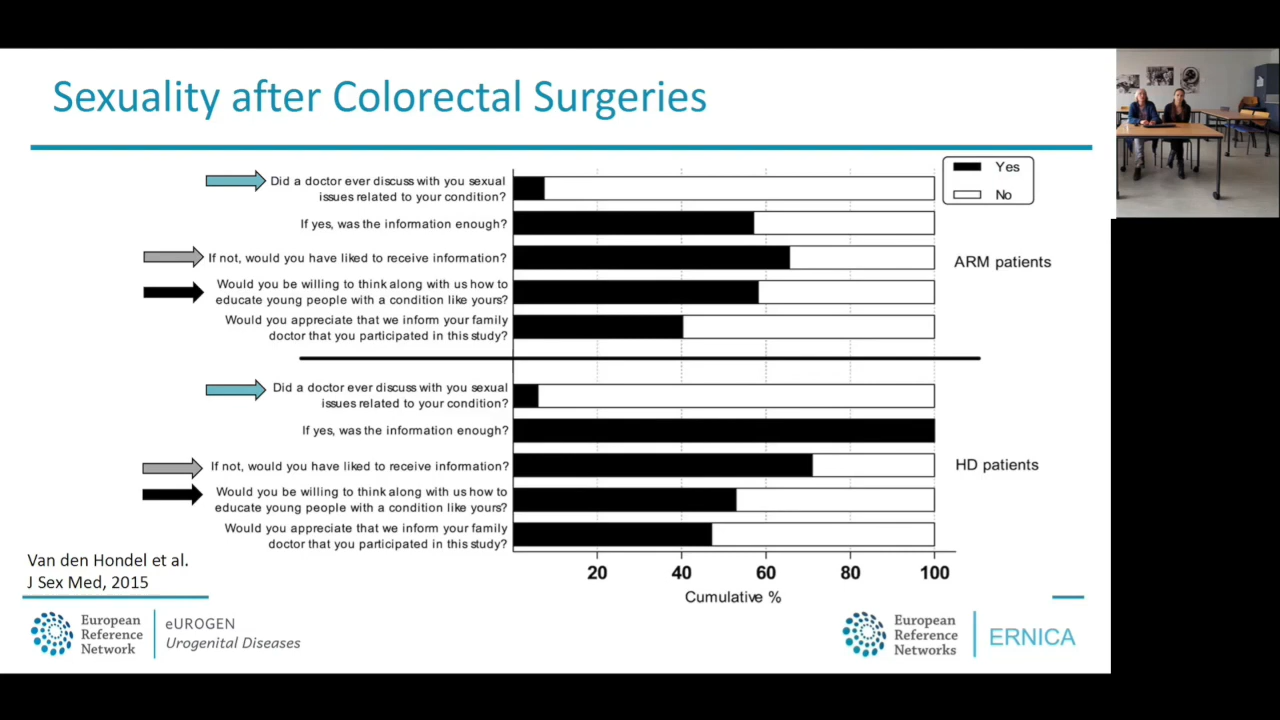 Sexuality after Colorectal Surgeries
Did a doctor ever discuss with you sexual
issues related to your condition?
If yes, was the information enough?
If not, would you have liked to receive information?
Would you be willing to think along with us how to
educate young people with a condition like yours?
Would you appreciate that we inform your family
doctor that you participated in this study?
Yes
No
ARM patients
Did a doctor ever discuss with you sexual
issues related to your condition?
If yes, was the information enough?
If not, would you have liked to receive information?
Would you be willing to think along with us how to
educate young people with a condition like yours?
Would you appreciate that we inform your family
doctor that you participated in this study?
HD patients
20 40 60 80 100
Cumulative %
Van den Hondel et al.
J Sex Med, 2015
European
Reference
Network
eUROGEN
Urogenital Diseases
European
Reference
Networks
ERNICA